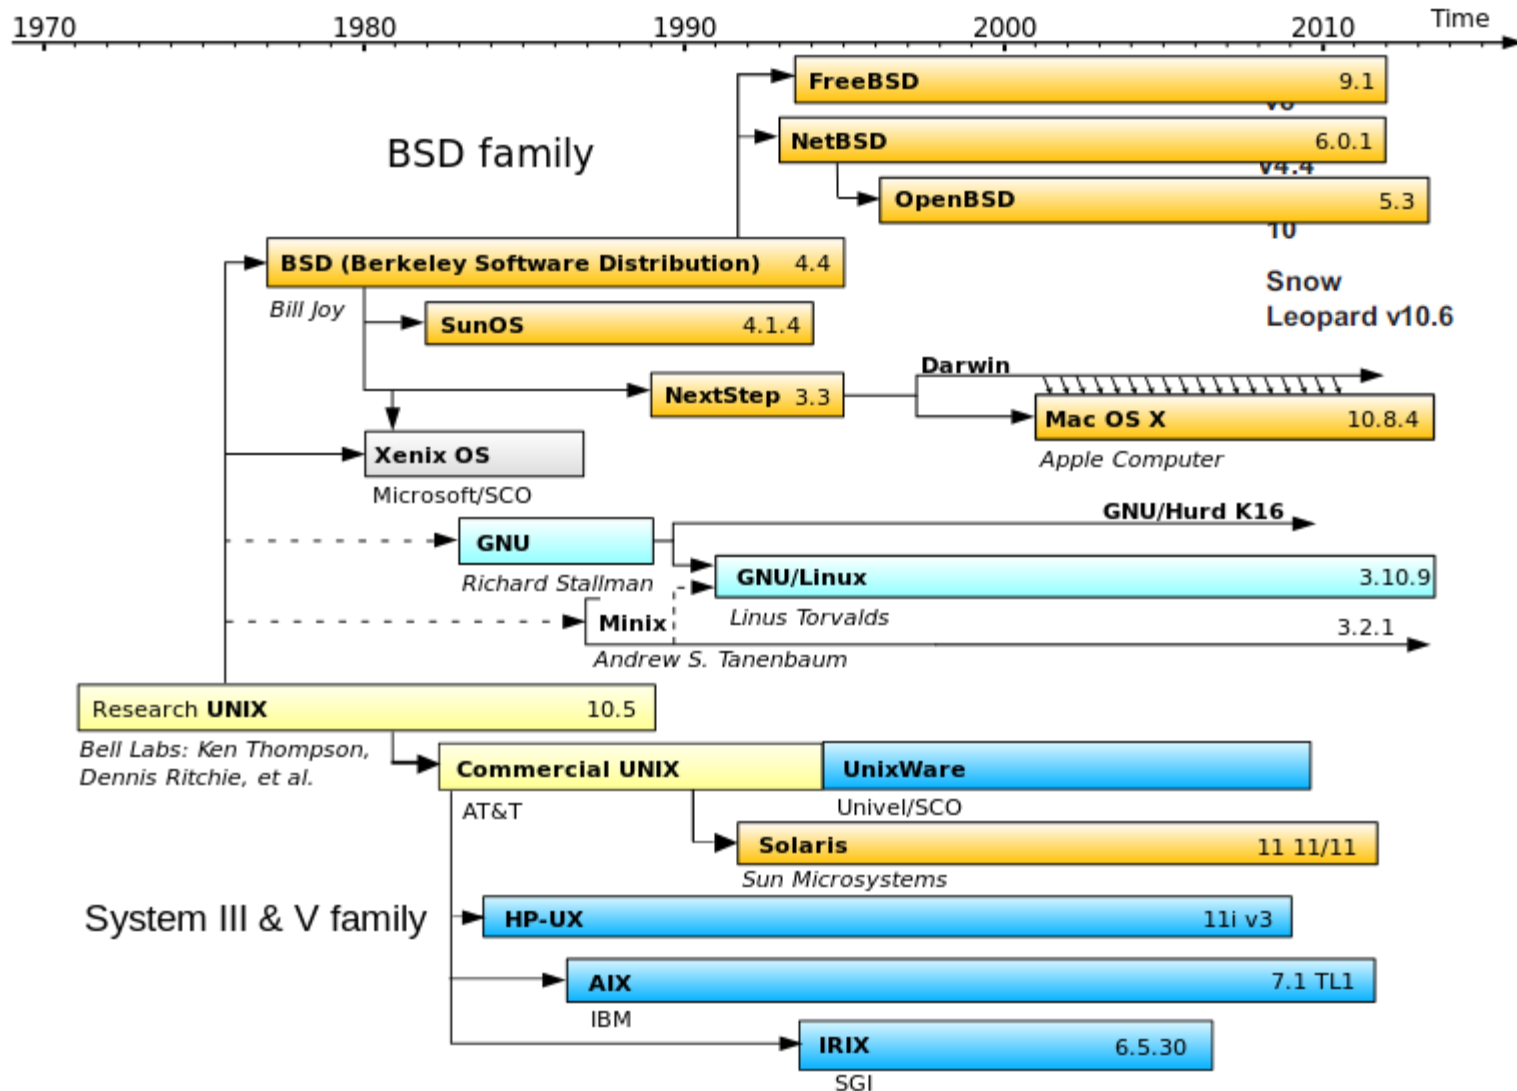 1970 1980 1990 2000 2010 Time
FreeBSD 9.1
v8
BSD family
NetBSD 6.0.1
v4.4
OpenBSD 5.3
10
BSD (Berkeley Software Distribution) 4.4
Bill Joy
Snow
Leopard v10.6
SunOS 4.1.4
Darwin
NextStep 3.3
Mac OS X 10.8.4
Apple Computer
Xenix OS
Microsoft/SCO
GNU/Hurd K16
GNU
Richard Stallman
GNU/Linux 3.10.9
Linus Torvalds
Minix 3.2.1
Andrew S. Tanenbaum
Research UNIX 10.5
Bell Labs: Ken Thompson,
Dennis Ritchie, et al.
Commercial UNIX
AT&T
UnixWare
Univel/SCO
Solaris 11 11/11
Sun Microsystems
System III & V family
HP-UX 11i v3
AIX 7.1 TL1
IBM
IRIX 6.5.30
SGI